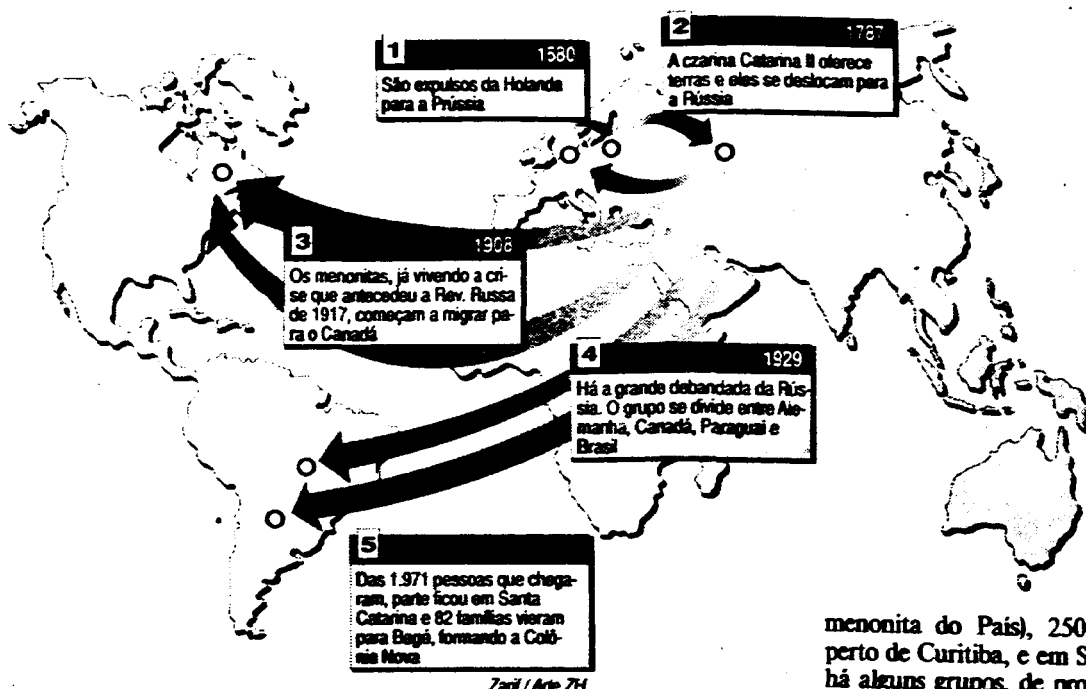 1
1580
São expulsos da Holanda
para a Prússia
2
1787
A czarina Catarina II oferece
terras e eles se deslocam para
a Rússia
3
1908
Os menonitas, já vivendo a cri-
se que antecedeu a Rev. Russa
de 1917, começam a migrar pa-
ra o Canadá
4
1929
Há a grande debandada da Rús-
sia. O grupo se divide entre Ale-
manha, Canadá, Paraguai e
Brasil
5
Das 1.971 pessoas que chega-
ram, parte ficou em Santa
Catarina e 82 famílias vieram
para Bagé, formando a Colô-
nia Nova
/ Arte ZH
menonita do País), 250
perto de Curitiba, e em S
há alguns grupos, de pro